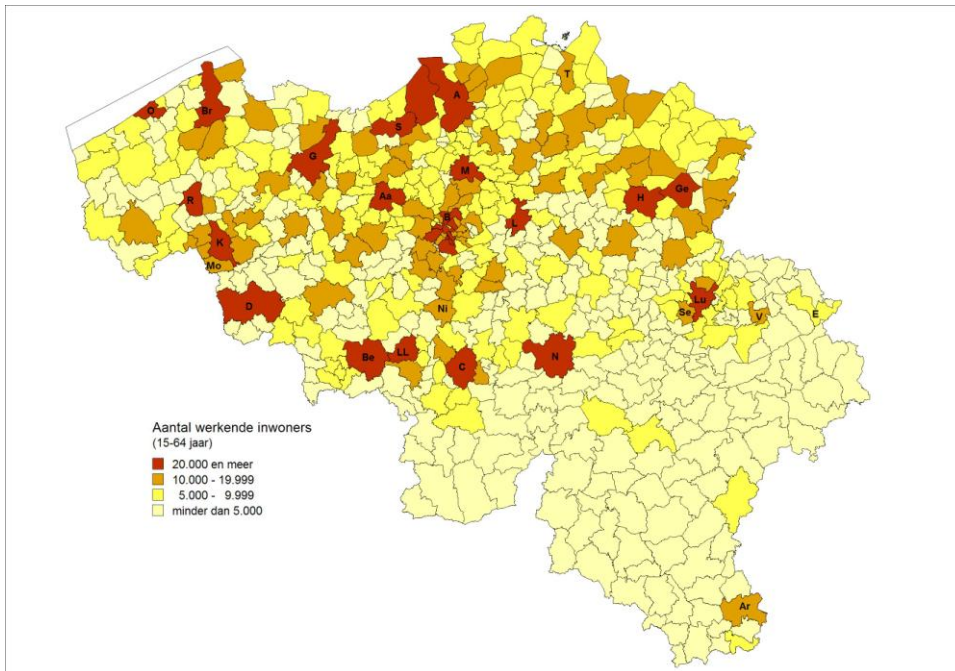 T
A
O
Br
S
G
M
Ge
H
R
Aa
B
L
K
Mo
D
Ni
Lu
Se
V
E
Be
LL
C
N
Aantal werkende inwoners
(15-64 jaar)
20.000 en meer
10.000 - 19.999
5.000 - 9.999
minder dan 5.000
Ar